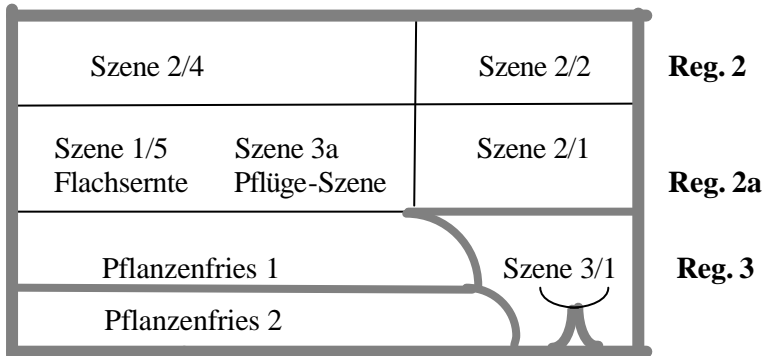 Szene 2/4
Szene 2/2
Reg. 2
Szene 1/5
Flachsernte
Szene 3a
Pflüge-Szene
Szene 2/1
Reg. 2a
Pflanzenfries 1
Szene 3/1
Reg. 3
Pflanzenfries 2